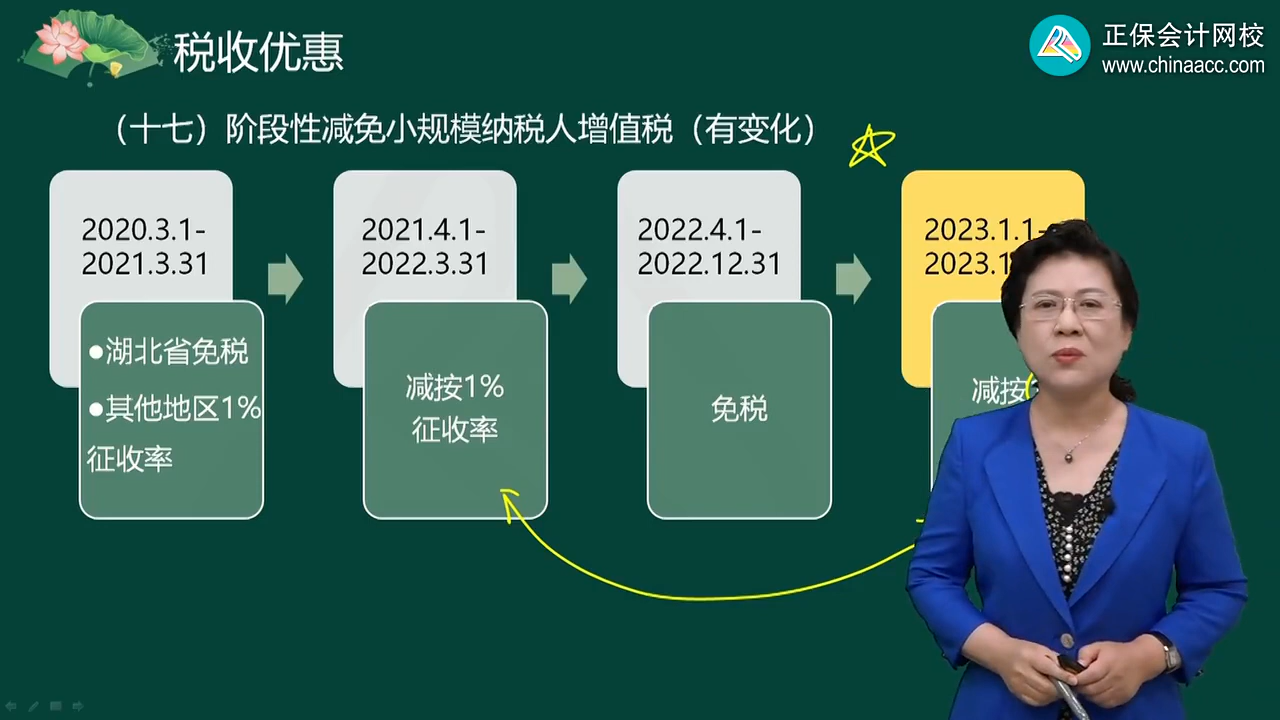 税收优惠
正保会计网校
www.chinaacc.com
（十七）阶段性减免小规模纳税人增值税（有变化）
2020.3.1-
2021.3.31
●湖北省免税
●其他地区1%
征收率
2021.4.1-
2022.3.31
减按1%
征收率
2022.4.1-
2022.12.31
免税
2023.1.1-
2023.1
减按